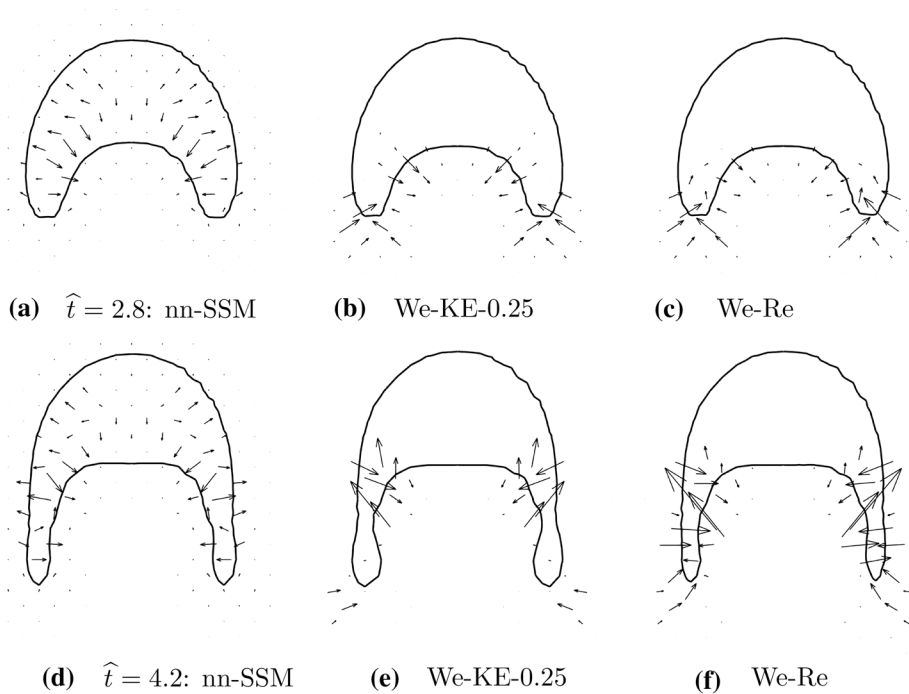 (a) t̂ = 2.8: nn-SSM (b) We-KE-0.25 (c) We-Re
(d) t̂ = 4.2: nn-SSM (e) We-KE-0.25 (f) We-Re